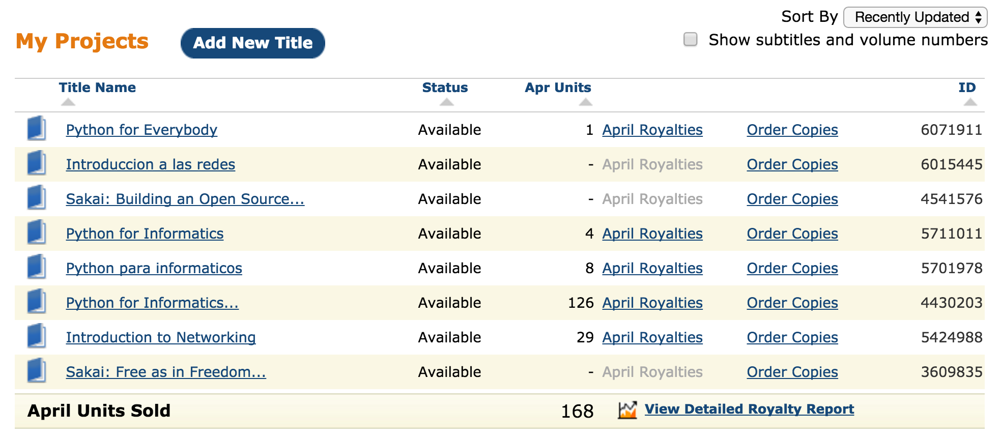 Sort By Recently Updated
My Projects Add New Title Show subtitles and volume numbers
Title Name Status Apr Units ID
Python for Everybody Available 1 April Royalties Order Copies 6071911
Introduccion a las redes Available - April Royalties Order Copies 6015445
Sakai: Building an Open Source... Available - April Royalties Order Copies 4541576
Python for Informatics Available 4 April Royalties Order Copies 5711011
Python para informaticos Available 8 April Royalties Order Copies 5701978
Python for Informatics... Available 126 April Royalties Order Copies 4430203
Introduction to Networking Available 29 April Royalties Order Copies 5424988
Sakai: Free as in Freedom... Available - April Royalties Order Copies 3609835
April Units Sold 168 View Detailed Royalty Report